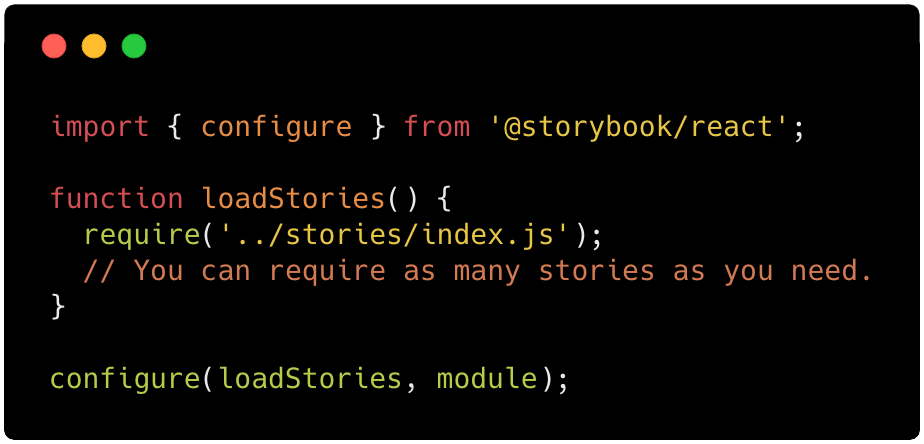 import { configure } from '@storybook/react';
function loadStories() {
  require('../stories/index.js');
  // You can require as many stories as you need.
}
configure(loadStories, module);